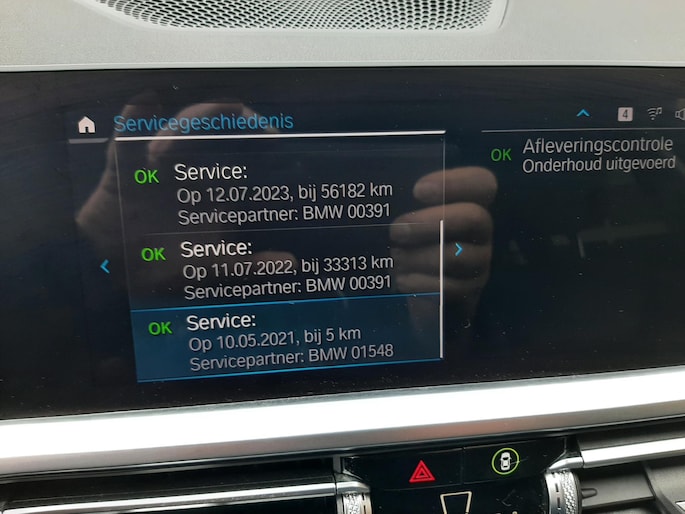 Servicegeschiedenis
4
OK Service:
Op 12.07.2023, bij 56182 km
Servicepartner: BMW 00391
OK Service:
Op 11.07.2022, bij 33313 km
Servicepartner: BMW 00391
OK Service:
Op 10.05.2021, bij 5 km
Servicepartner: BMW 01548
OK Afleveringscontrole
Onderhoud uitgevoerd